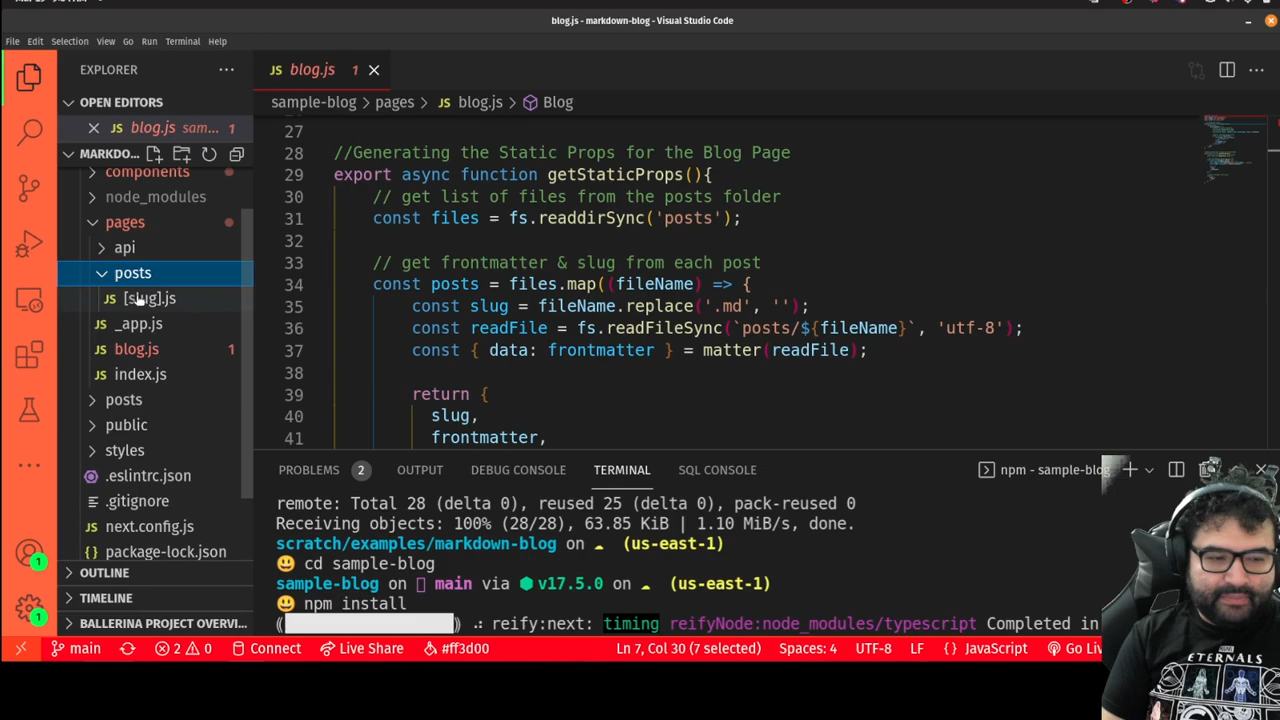 blog.js - markdown-blog - Visual Studio Code
File Edit Selection View Go Run Terminal Help
EXPLORER
OPEN EDITORS
blog.js sam... 1
MARKDO...
components
node_modules
pages
api
posts
[slug].js
_app.js
blog.js 1
index.js
posts
public
styles
.eslintrc.json
.gitignore
next.config.js
package-lock.json
OUTLINE
TIMELINE
BALLERINA PROJECT OVERVI...
1
1
JS blog.js 1
sample-blog > pages > JS blog.js > Blog
27
28 //Generating the Static Props for the Blog Page
29 export async function getStaticProps(){
30 // get list of files from the posts folder
31 const files = fs.readdirSync('posts');
32
33 // get frontmatter & slug from each post
34 const posts = files.map((fileName) => {
35 const slug = fileName.replace('.md', '');
36 const readFile = fs.readFileSync(`posts/${fileName}`, 'utf-8');
37 const { data: frontmatter } = matter(readFile);
38
39 return {
40 slug,
41 frontmatter,
PROBLEMS 2 OUTPUT DEBUG CONSOLE TERMINAL SQL CONSOLE npm - sample-blog
remote: Total 28 (delta 0), reused 25 (delta 0), pack-reused 0
Receiving objects: 100% (28/28), 63.85 KiB | 1.10 MiB/s, done.
scratch/examples/markdown-blog on (us-east-1)
cd sample-blog
sample-blog on main via v17.5.0 on (us-east-1)
npm install
reify:next: timing reifyNode:node_modules/typescript Completed in
main 2 0 Connect Live Share #ff3d00 Ln 7, Col 30 (7 selected) Spaces: 4 UTF-8 LF {} JavaScript Go Live
MARVEL
ETERNALS